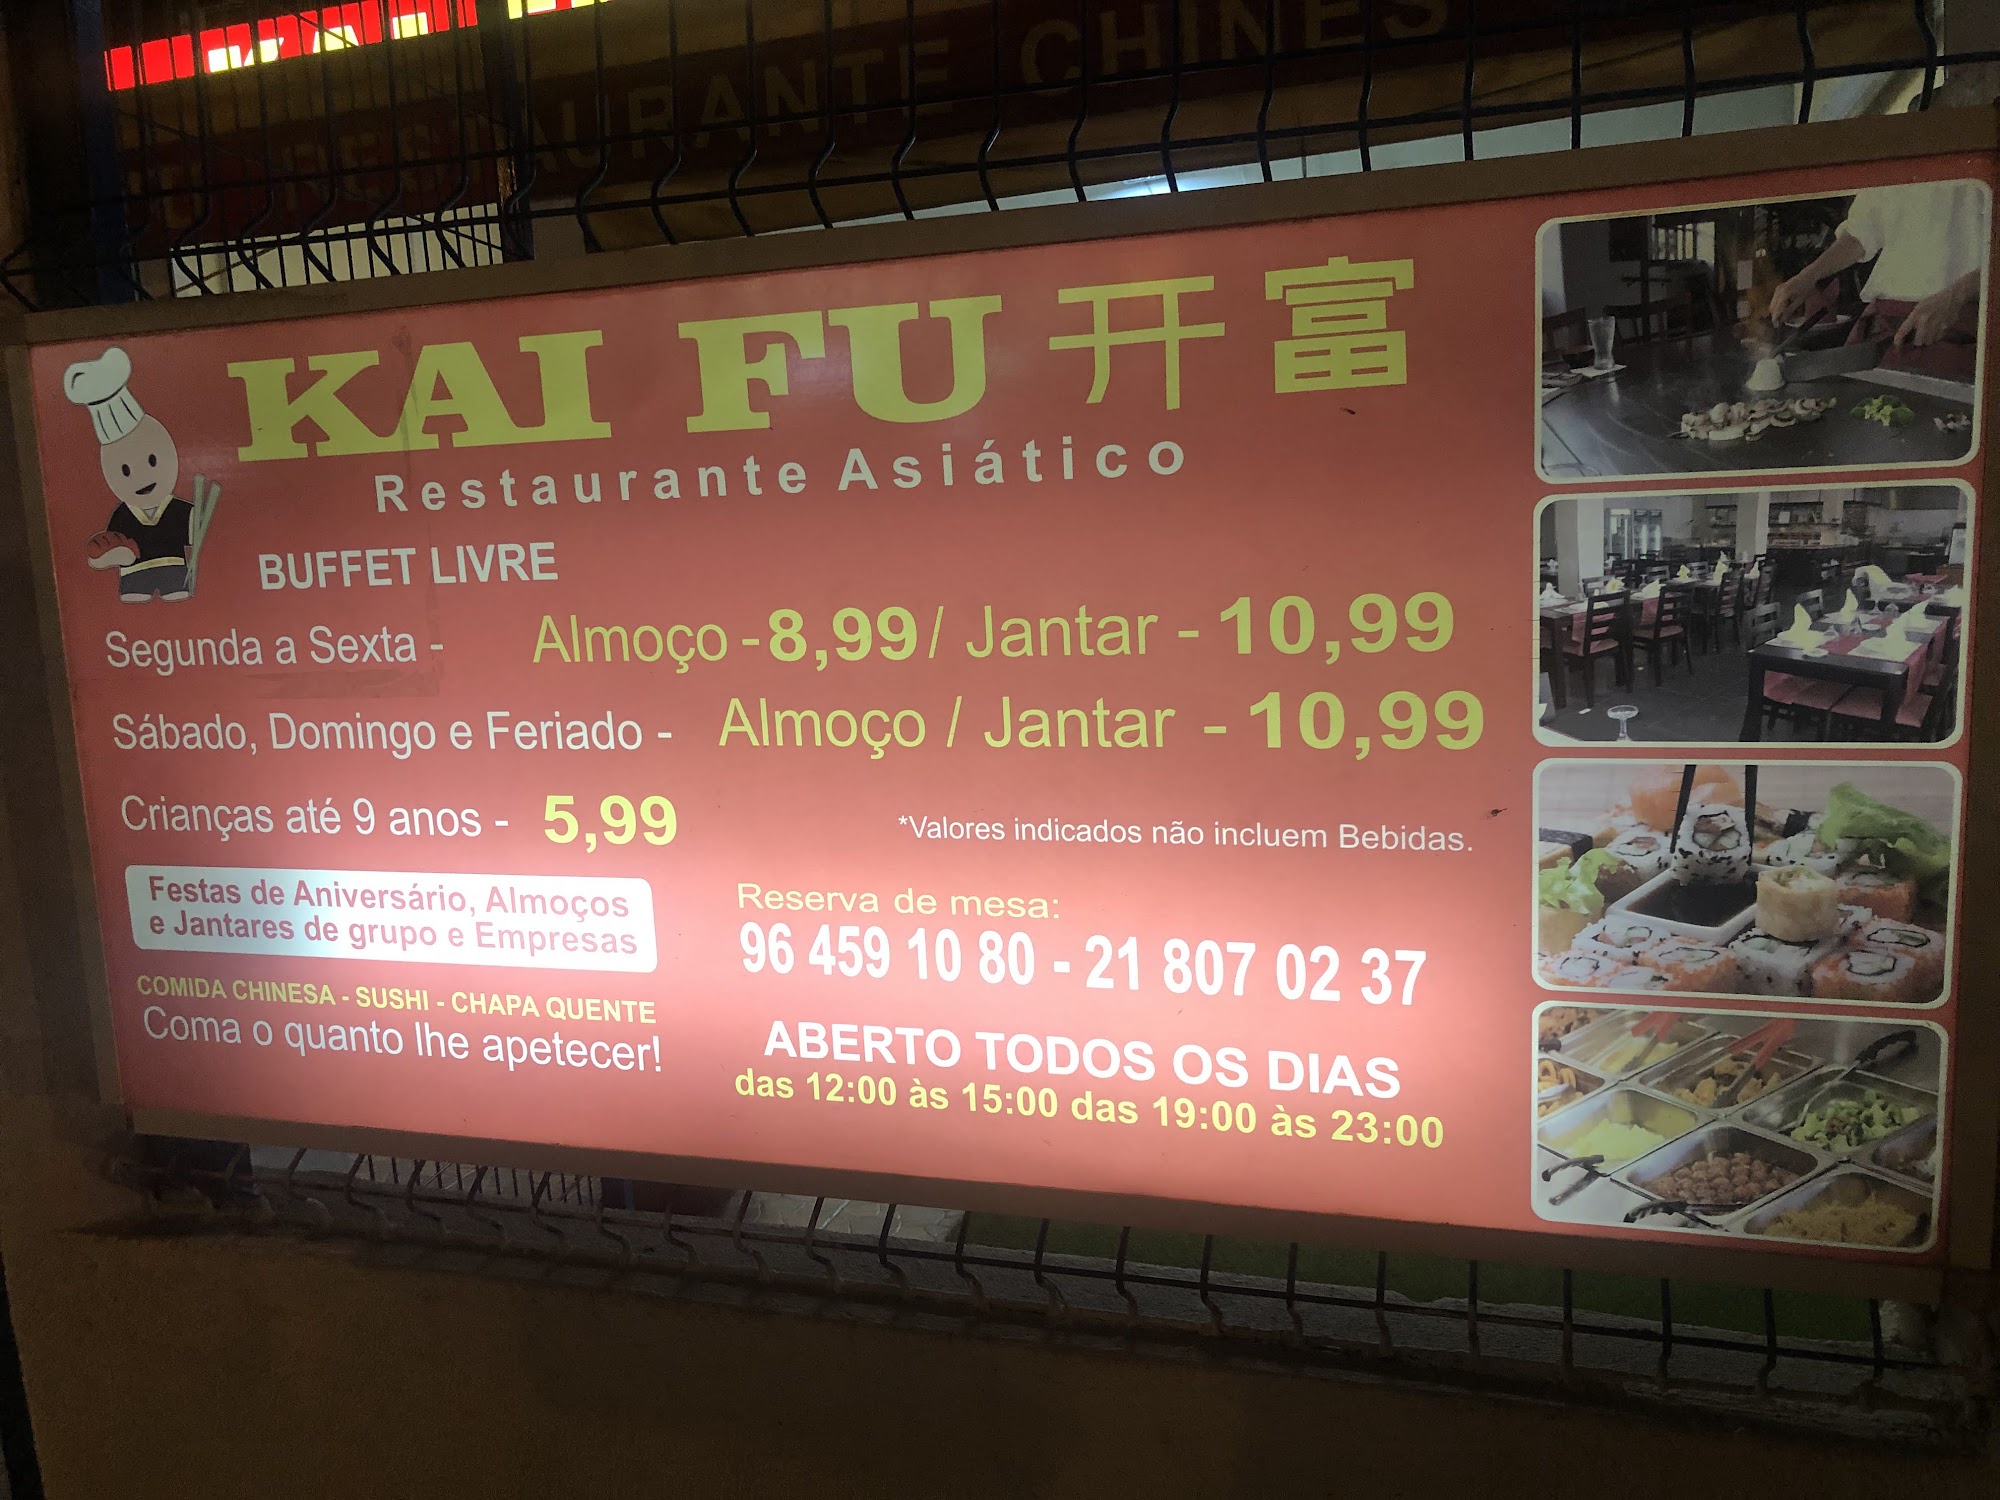 RESTAURANTE CHINÊS
KAI FU 开富
Restaurante Asiático
BUFFET LIVRE
Segunda a Sexta - Almoço - 8,99 / Jantar - 10,99
Sábado, Domingo e Feriado - Almoço / Jantar - 10,99
Crianças até 9 anos - 5,99
*Valores indicados não incluem Bebidas.
Festas de Aniversário, Almoços
e Jantares de grupo e Empresas
COMIDA CHINESA - SUSHI - CHAPA QUENTE
Coma o quanto lhe apetecer!
Reserva de mesa:
96 459 10 80 - 21 807 02 37
ABERTO TODOS OS DIAS
das 12:00 às 15:00 das 19:00 às 23:00